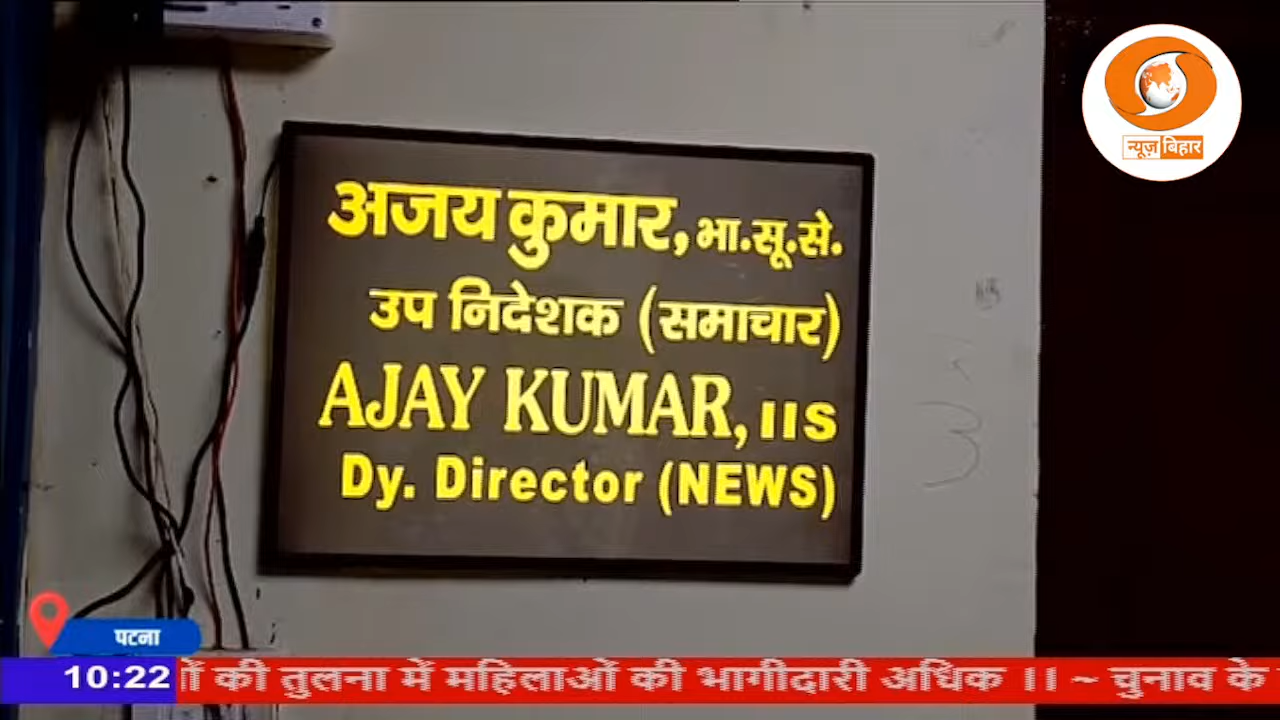 न्यूज़ बिहार
अजय कुमार, भा.सू.से.
उप निदेशक (समाचार)
AJAY KUMAR, IIS
Dy. Director (NEWS)
पटना
10:22 की तुलना में महिलाओं की भागीदारी अधिक ।। ~ चुनाव के